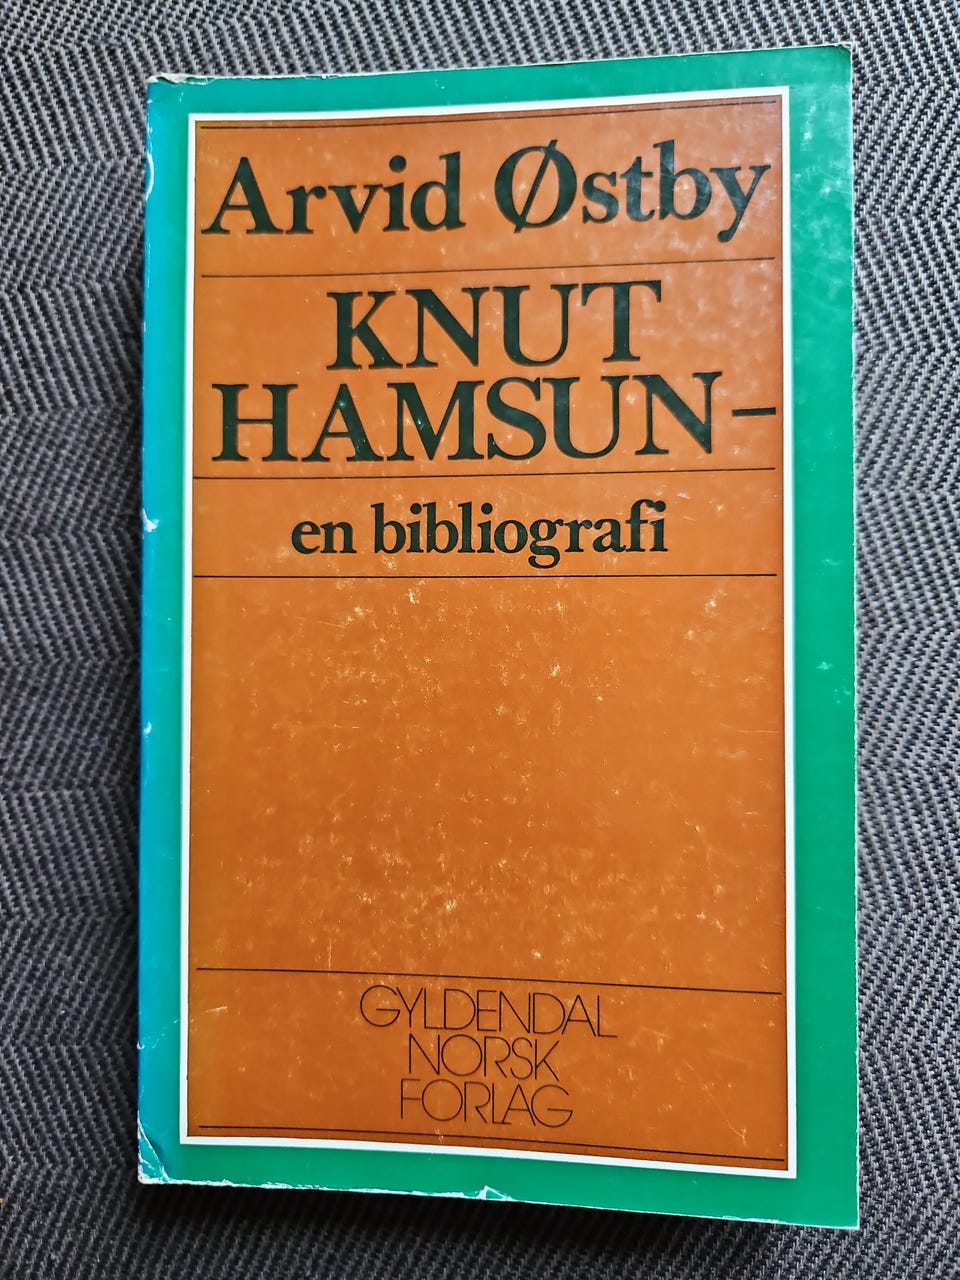 Arvid Østby
KNUT
HAMSUN–
en bibliografi
GYLDENDAL
NORSK
FORLAG